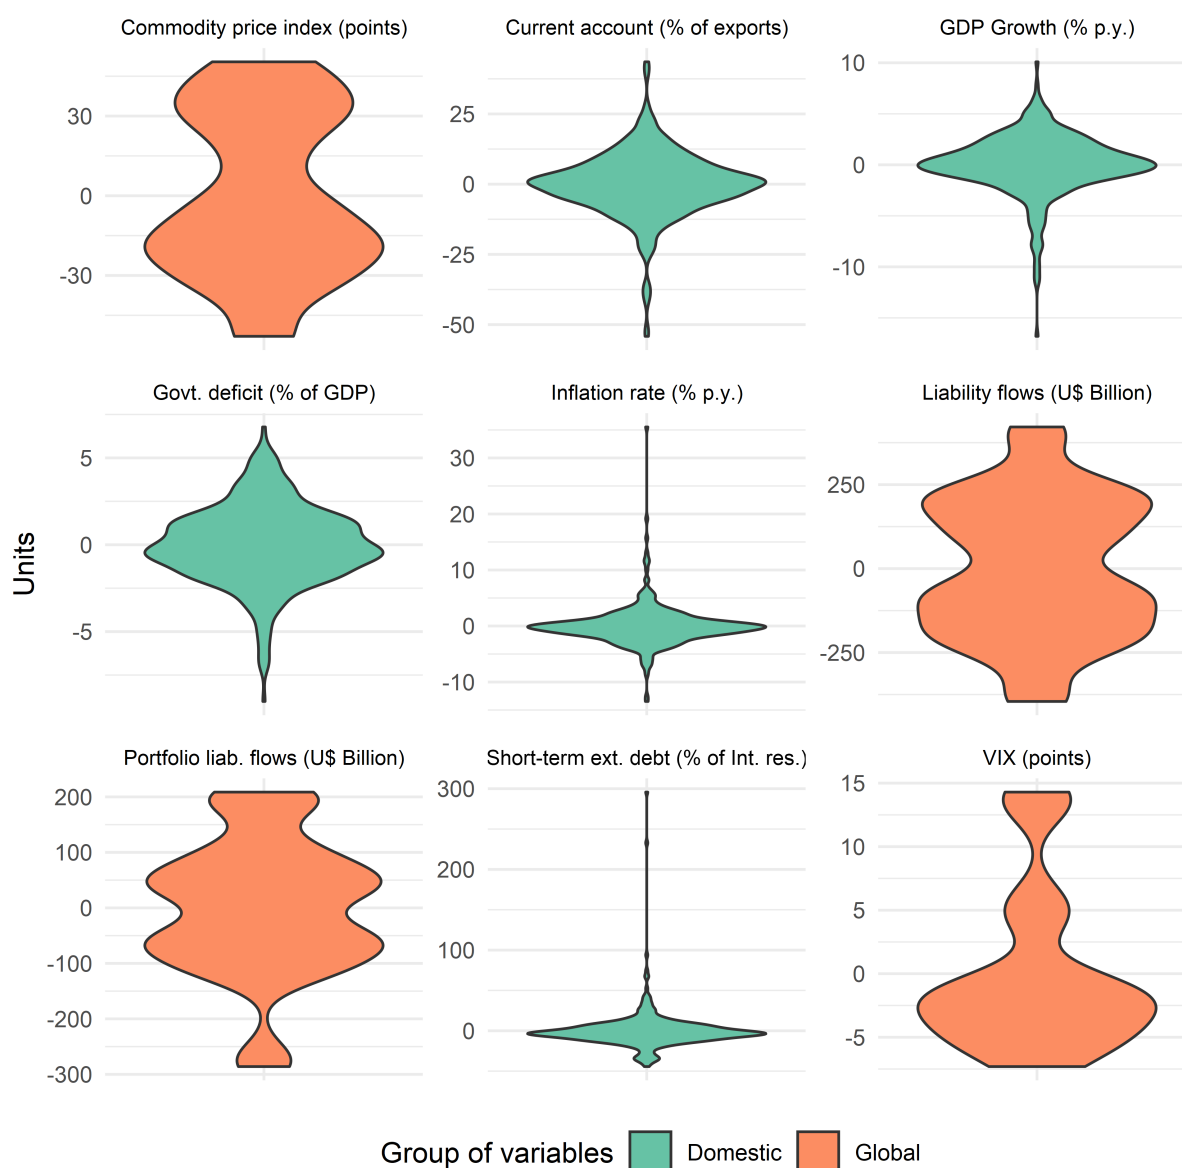 Commodity price index (points)
Current account (% of exports)
GDP Growth (% p.y.)
30
0
-30
25
0
-25
-50
10
0
-10
Govt. deficit (% of GDP)
Inflation rate (% p.y.)
Liability flows (U$ Billion)
5
0
-5
30
20
10
0
-10
250
0
-250
Units
Portfolio liab. flows (U$ Billion)
Short-term ext. debt (% of Int. res.)
VIX (points)
200
100
0
-100
-200
-300
300
200
100
0
15
10
5
0
-5
Group of variables
Domestic
Global